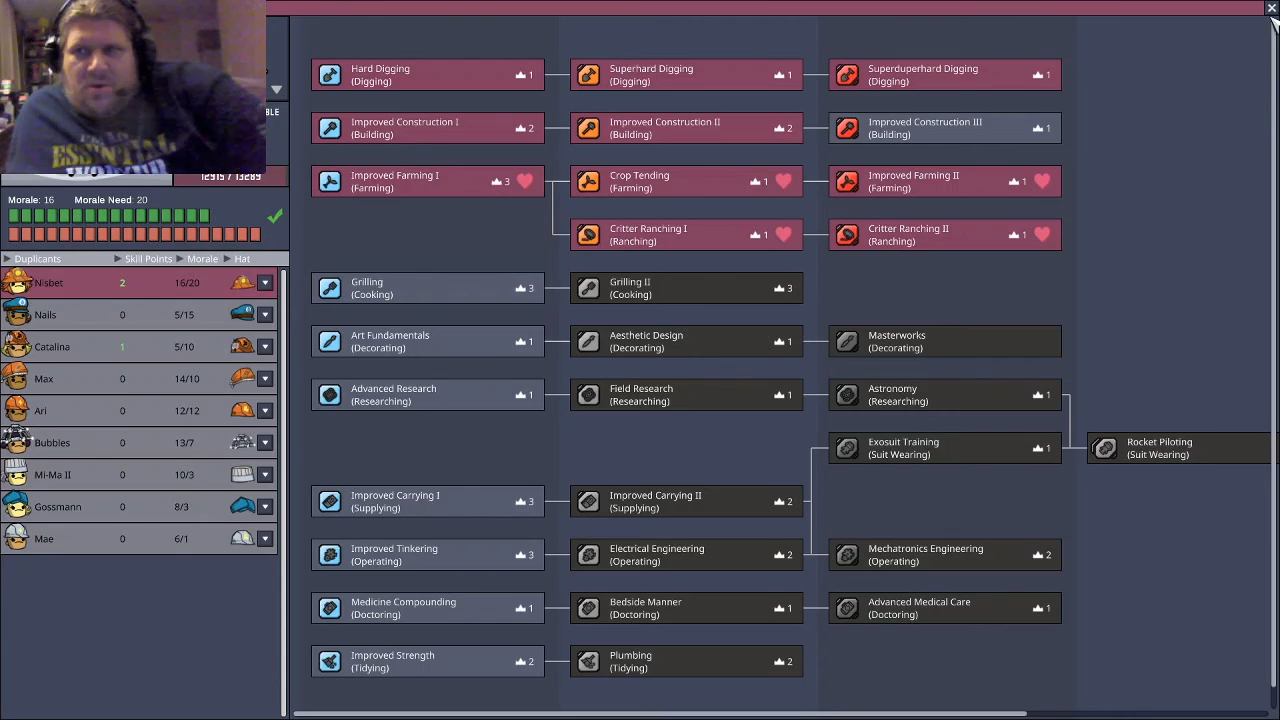 ESSENTIAL
ABLE
12915 / 13289
Morale: 16 Morale Need: 20
Duplicants Skill Points Morale Hat
Nisbet 2 16/20
Nails 0 5/15
Catalina 1 5/10
Max 0 14/10
Ari 0 12/12
Bubbles 0 13/7
Mi-Ma II 0 10/3
Gossmann 0 8/3
Mae 0 6/1
Hard Digging
(Digging)
1
Superhard Digging
(Digging)
1
Superduperhard Digging
(Digging)
1
Improved Construction I
(Building)
2
Improved Construction II
(Building)
2
Improved Construction III
(Building)
1
Improved Farming I
(Farming)
3
Crop Tending
(Farming)
1
Improved Farming II
(Farming)
1
Critter Ranching I
(Ranching)
1
Critter Ranching II
(Ranching)
1
Grilling
(Cooking)
3
Grilling II
(Cooking)
3
Art Fundamentals
(Decorating)
1
Aesthetic Design
(Decorating)
1
Masterworks
(Decorating)
Advanced Research
(Researching)
1
Field Research
(Researching)
1
Astronomy
(Researching)
1
Exosuit Training
(Suit Wearing)
1
Rocket Piloting
(Suit Wearing)
Improved Carrying I
(Supplying)
3
Improved Carrying II
(Supplying)
2
Improved Tinkering
(Operating)
3
Electrical Engineering
(Operating)
2
Mechatronics Engineering
(Operating)
2
Medicine Compounding
(Doctoring)
1
Bedside Manner
(Doctoring)
1
Advanced Medical Care
(Doctoring)
1
Improved Strength
(Tidying)
2
Plumbing
(Tidying)
2